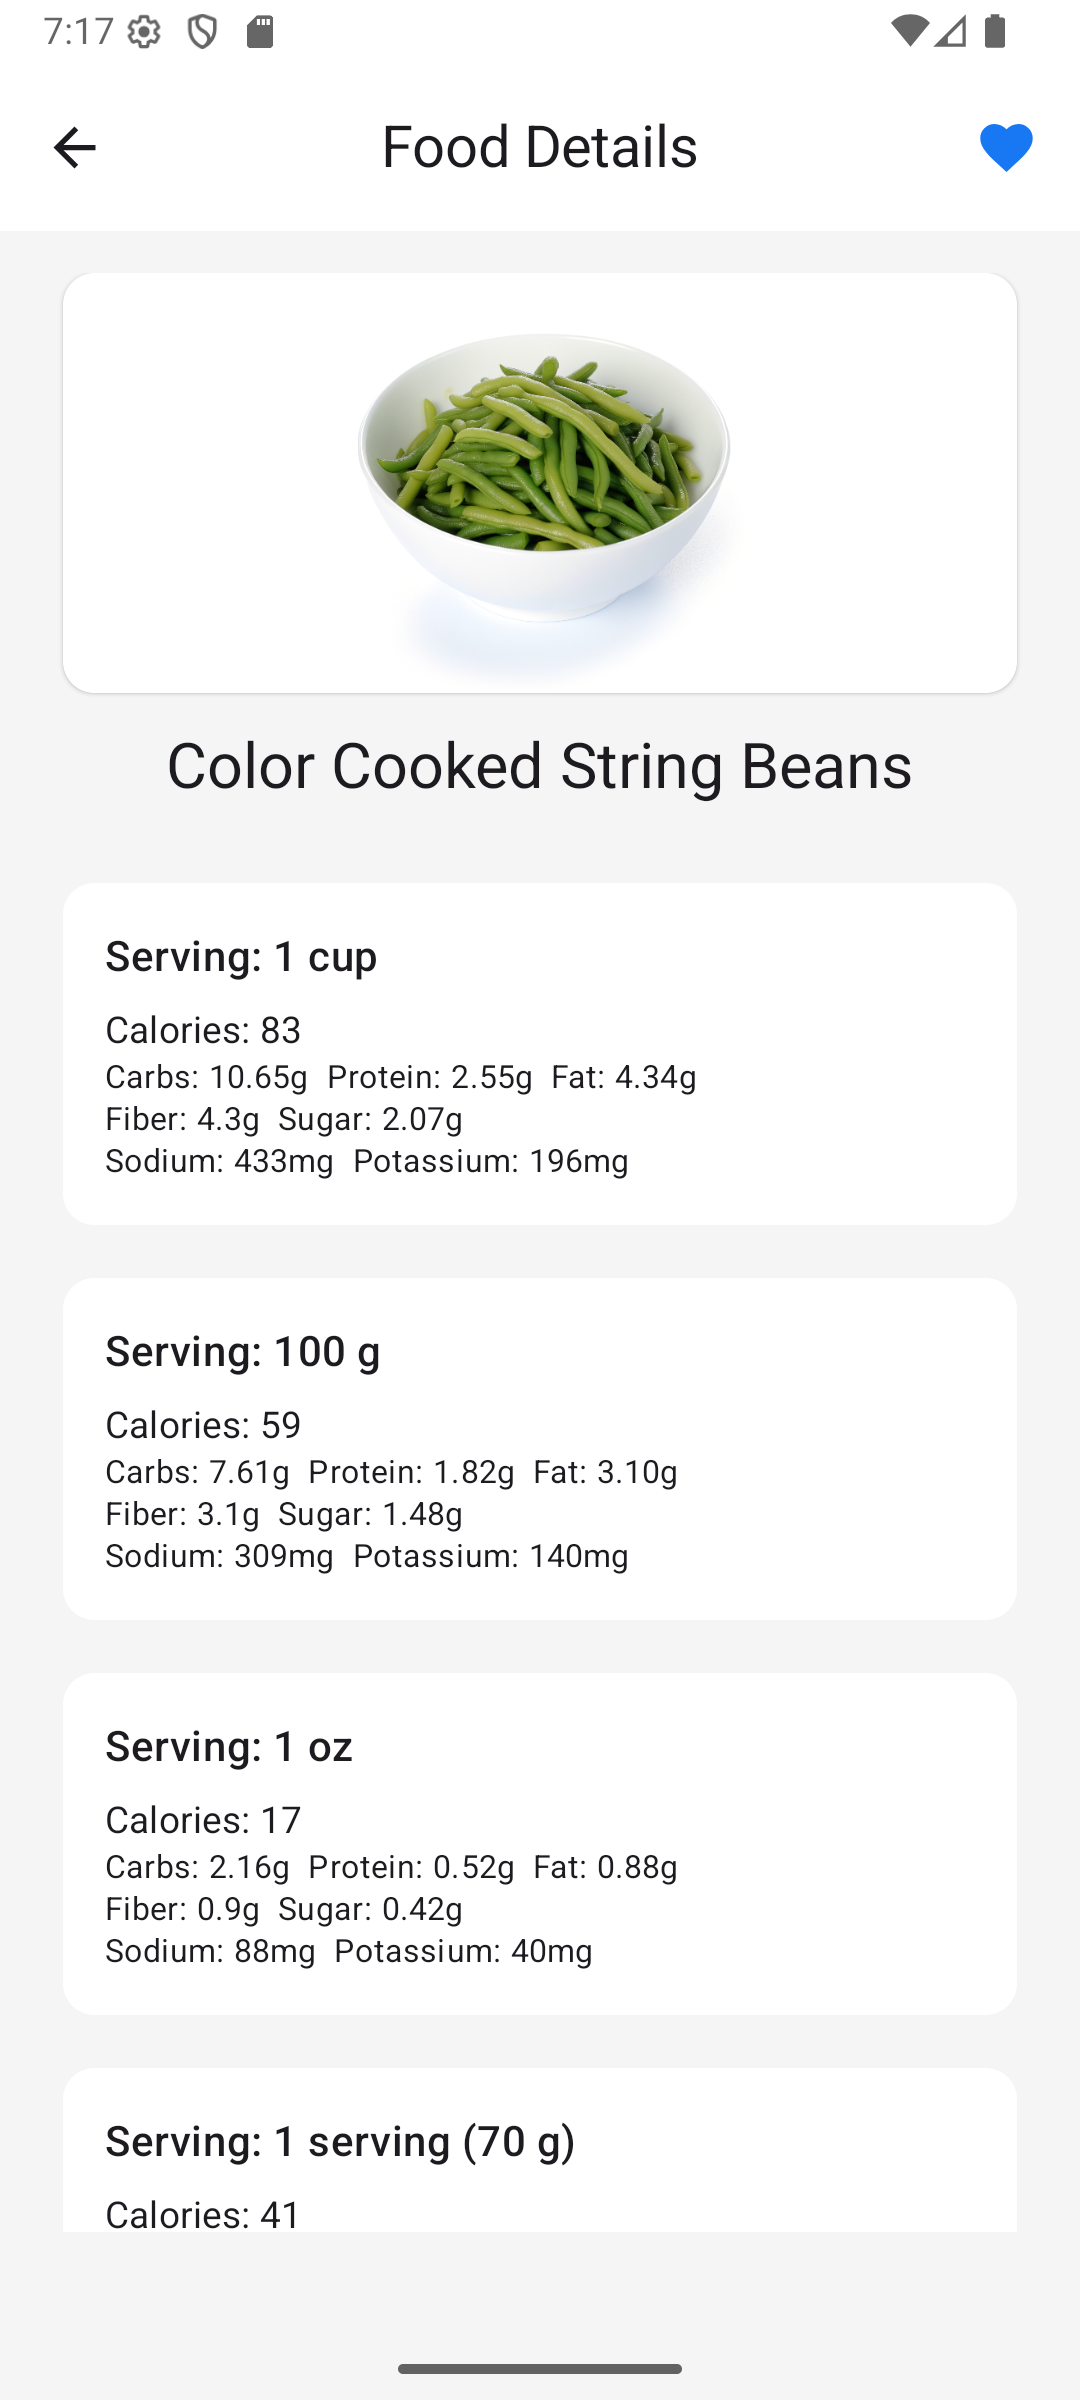 7:17
Food Details
Color Cooked String Beans
Serving: 1 cup
Calories: 83
Carbs: 10.65g  Protein: 2.55g  Fat: 4.34g
Fiber: 4.3g  Sugar: 2.07g
Sodium: 433mg  Potassium: 196mg
Serving: 100 g
Calories: 59
Carbs: 7.61g  Protein: 1.82g  Fat: 3.10g
Fiber: 3.1g  Sugar: 1.48g
Sodium: 309mg  Potassium: 140mg
Serving: 1 oz
Calories: 17
Carbs: 2.16g  Protein: 0.52g  Fat: 0.88g
Fiber: 0.9g  Sugar: 0.42g
Sodium: 88mg  Potassium: 40mg
Serving: 1 serving (70 g)
Calories: 41